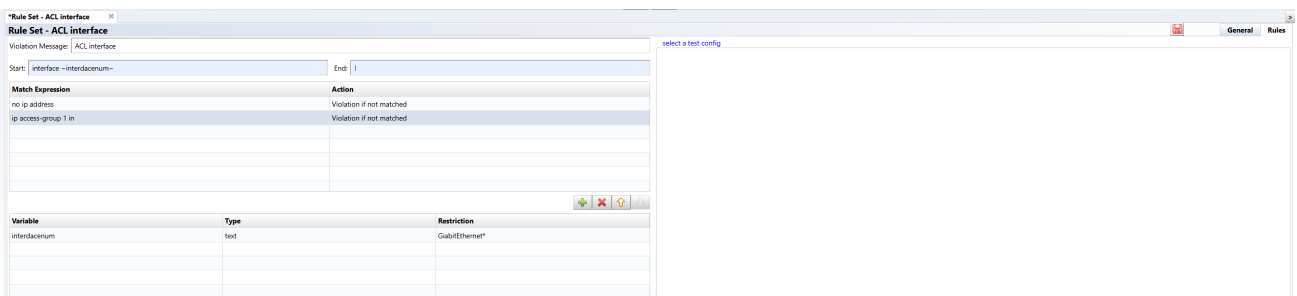 *Rule Set - ACL interface
Rule Set - ACL interface
General Rules
Violation Message: ACL interface
select a test config
Start: interface ~interdacenum~ End: !
Match Expression Action
no ip address Violation if not matched
ip access-group 1 in Violation if not matched
Variable Type Restriction
interdacenum text GiabitEthernet*